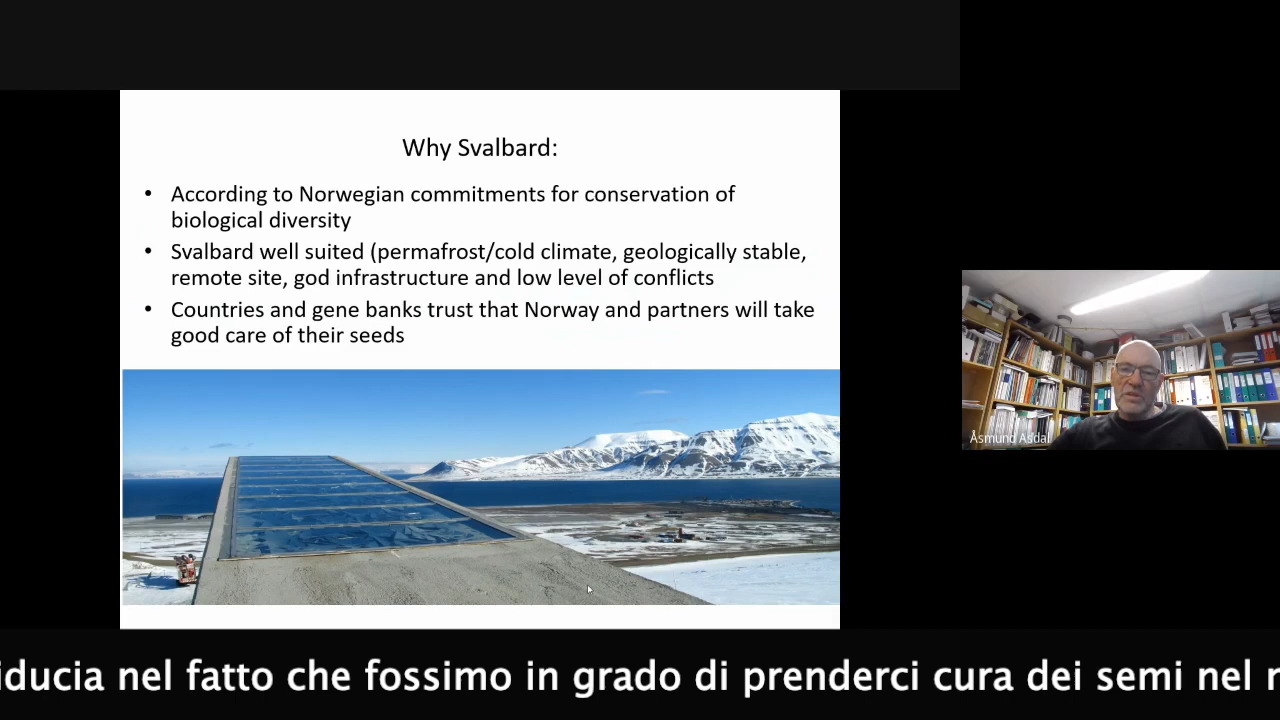 Why Svalbard:
• According to Norwegian commitments for conservation of
biological diversity
• Svalbard well suited (permafrost/cold climate, geologically stable,
remote site, god infrastructure and low level of conflicts
• Countries and gene banks trust that Norway and partners will take
good care of their seeds
Åsmund Asdal
iducia nel fatto che fossimo in grado di prenderci cura dei semi nel